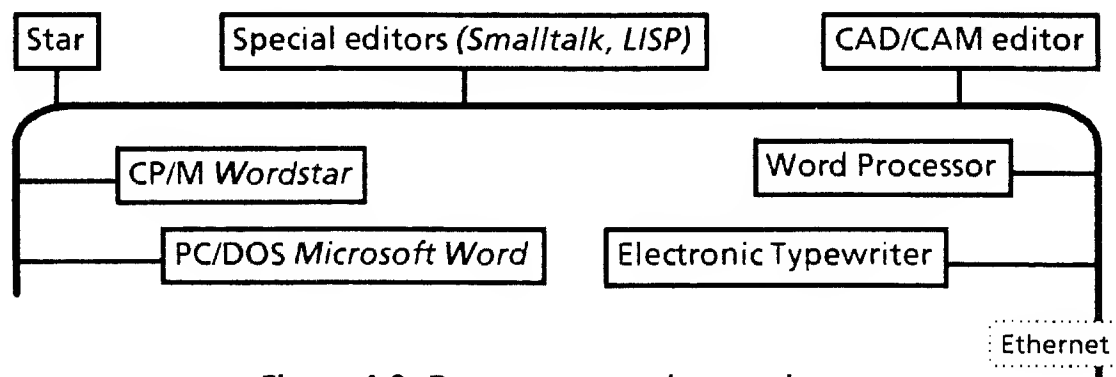 Star
Special editors (Smalltalk, LISP)
CAD/CAM editor
CP/M Wordstar
Word Processor
PC/DOS Microsoft Word
Electronic Typewriter
Ethernet